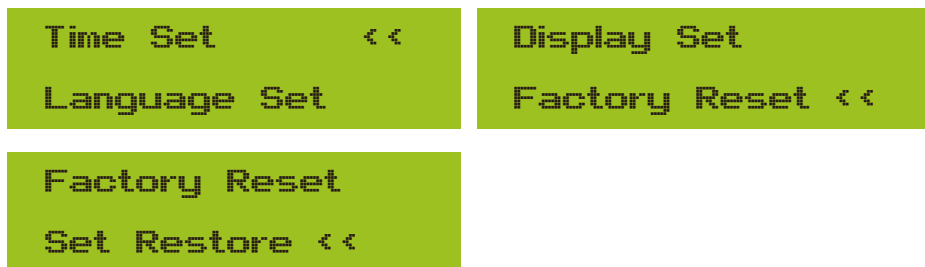 Time Set <<
Language Set
Display Set
Factory Reset <<
Factory Reset
Set Restore <<